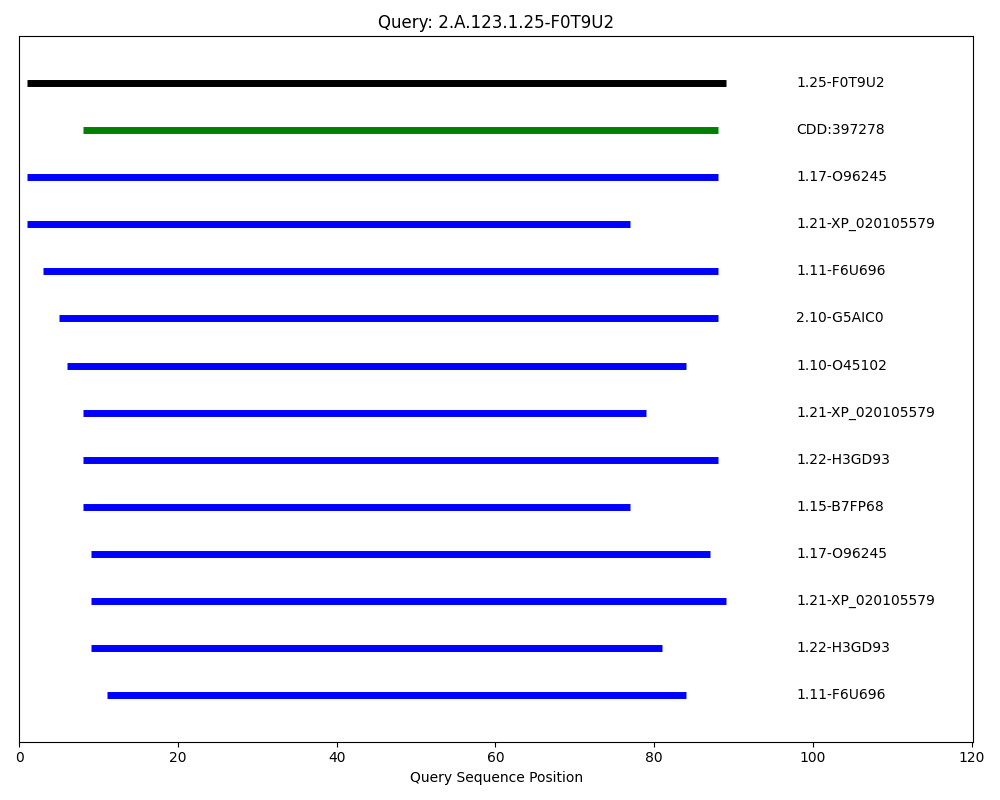 Query: 2.A.123.1.25-F0T9U2
1.25-F0T9U2
CDD:397278
1.17-O96245
1.21-XP_020105579
1.11-F6U696
2.10-G5AIC0
1.10-O45102
1.21-XP_020105579
1.22-H3GD93
1.15-B7FP68
1.17-O96245
1.21-XP_020105579
1.22-H3GD93
1.11-F6U696
0 20 40 60 80 100 120
Query Sequence Position